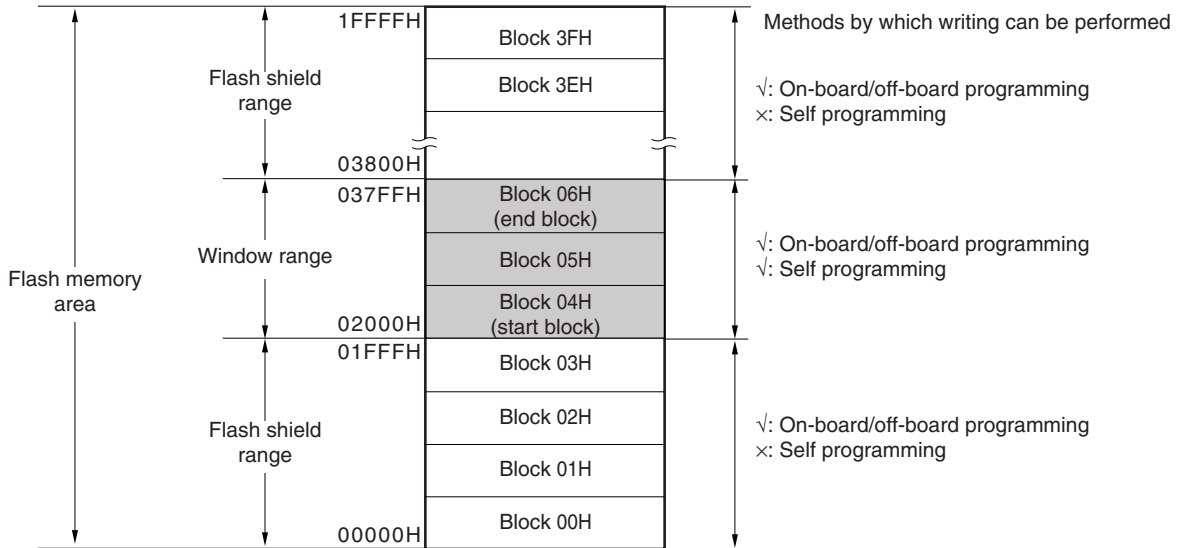 1FFFFH
Block 3FH
Methods by which writing can be performed
Flash shield
range
Block 3EH
√: On-board/off-board programming
×: Self programming
03800H
037FFH
Block 06H
(end block)
Window range
Block 05H
√: On-board/off-board programming
√: Self programming
Flash memory
area
Block 04H
(start block)
02000H
01FFFH
Block 03H
Flash shield
range
Block 02H
√: On-board/off-board programming
×: Self programming
Block 01H
Block 00H
00000H